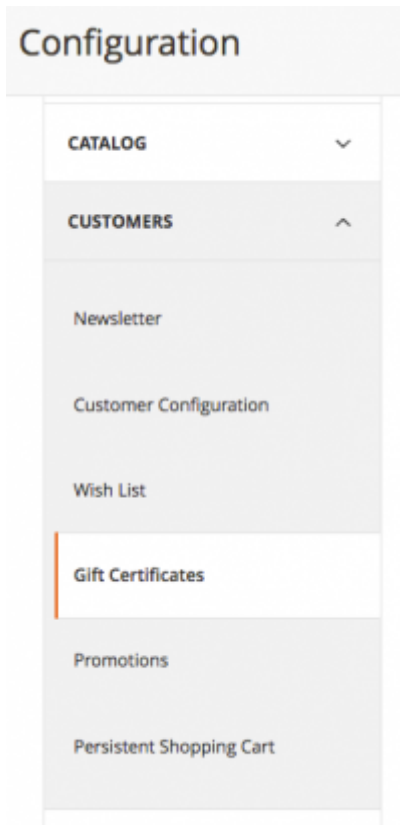 Configuration
CATALOG
CUSTOMERS
Newsletter
Customer Configuration
Wish List
Gift Certificates
Promotions
Persistent Shopping Cart